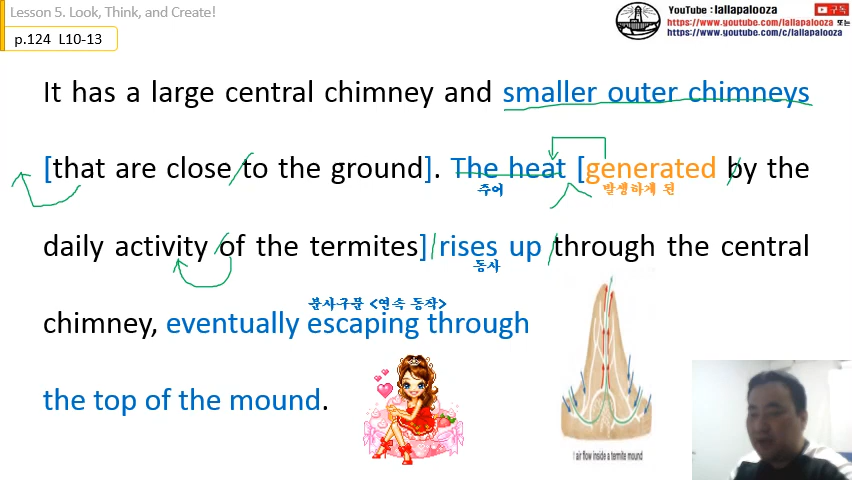 Lesson 5. Look, Think, and Create!
p.124 L10-13
YouTube : lallapalooza
구독
https://www.youtube.com/lallapalooza 또는
https://www.youtube.com/c/lallapalooza
It has a large central chimney and smaller outer chimneys
[that are close to the ground]. The heat [generated by the
주어 발생하게 된
daily activity of the termites] rises up through the central
동사
분사구문 <연속 동작>
chimney, eventually escaping through
the top of the mound.
air flow inside a termite mound